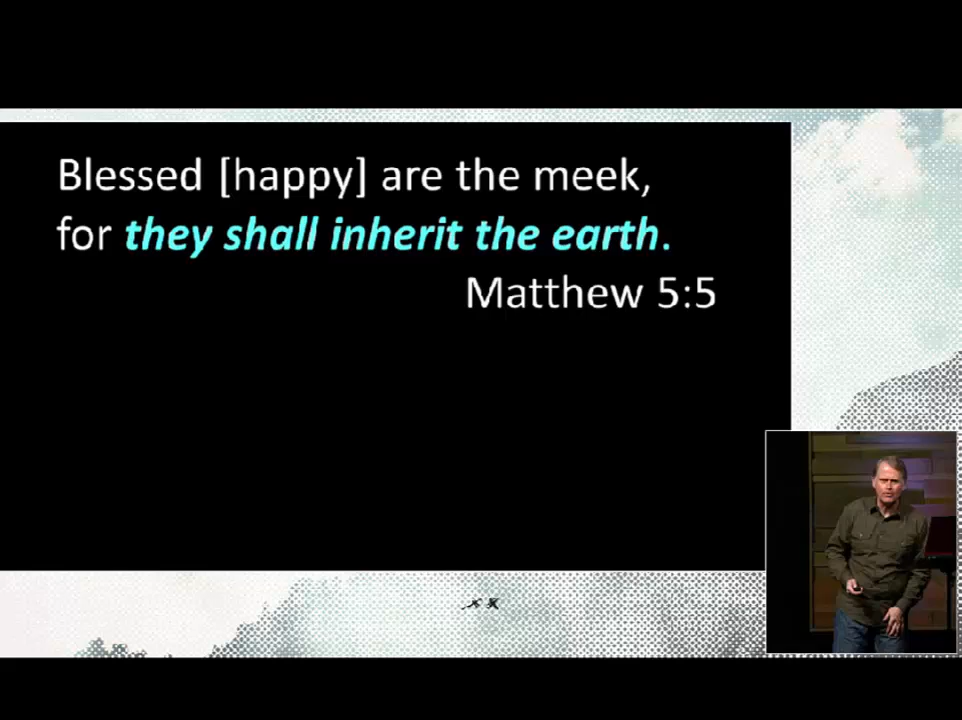 Blessed [happy] are the meek,
for they shall inherit the earth.
Matthew 5:5